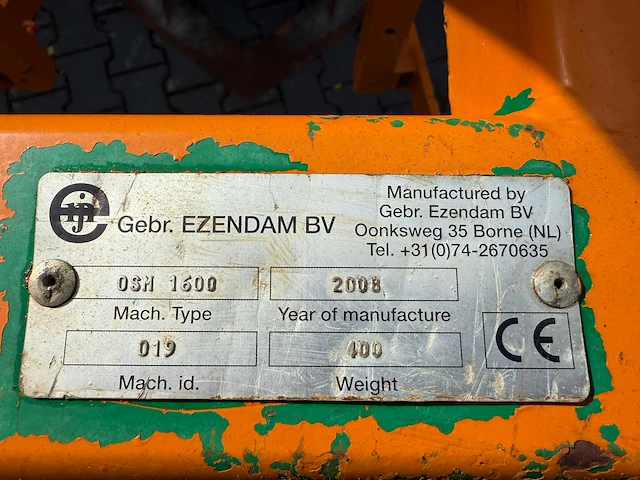 Gebr. EZENDAM BV
Manufactured by
Gebr. Ezendam BV
Oonksweg 35 Borne (NL)
Tel. +31(0)74-2670635
OSM 1600
2008
Mach. Type
Year of manufacture
019
400
CE
Mach. id.
Weight